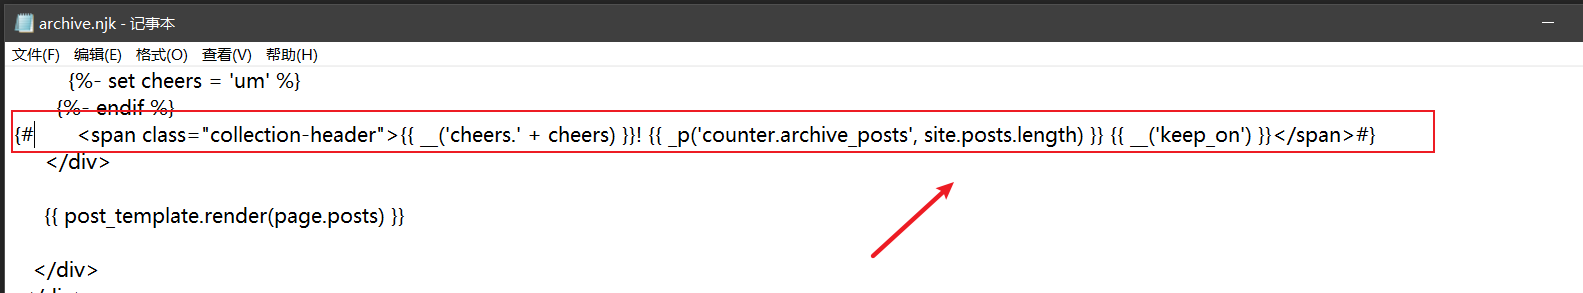 archive.njk - 记事本
文件(F) 编辑(E) 格式(O) 查看(V) 帮助(H)
{%- set cheers = 'um' %}
{%- endif %}
{# <span class="collection-header">{{ __('cheers.' + cheers) }}! {{ _p('counter.archive_posts', site.posts.length) }} {{ __('keep_on') }}</span>#}
</div>
{{ post_template.render(page.posts) }}
</div>
</div>